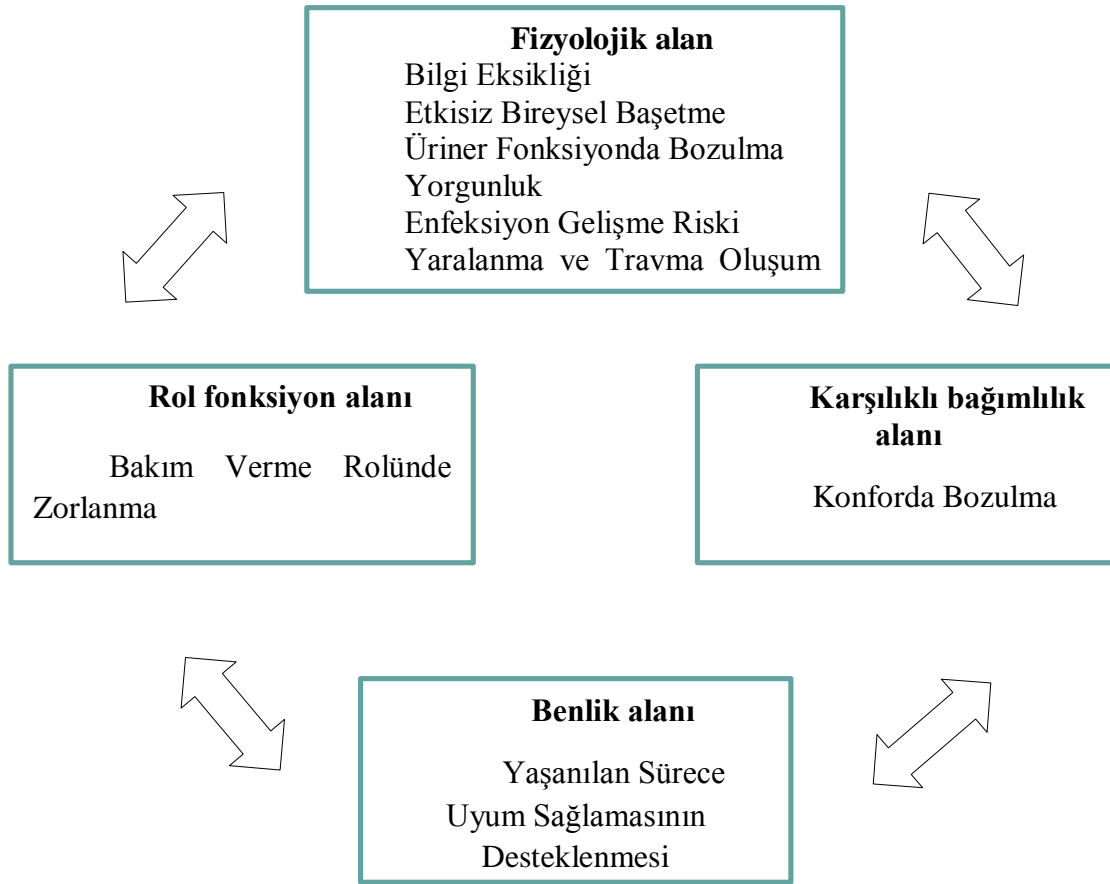 Fizyolojik alan
Bilgi Eksikliği
Etkisiz Bireysel Başetme
Üriner Fonksiyonda Bozulma
Yorgunluk
Enfeksiyon Gelişme Riski
Yaralanma ve Travma Oluşum
Rol fonksiyon alanı
Bakım Verme Rolünde
Zorlanma
Karşılıklı bağımlılık
alanı
Konforda Bozulma
Benlik alanı
Yaşanılan Sürece
Uyum Sağlamasının
Desteklenmesi